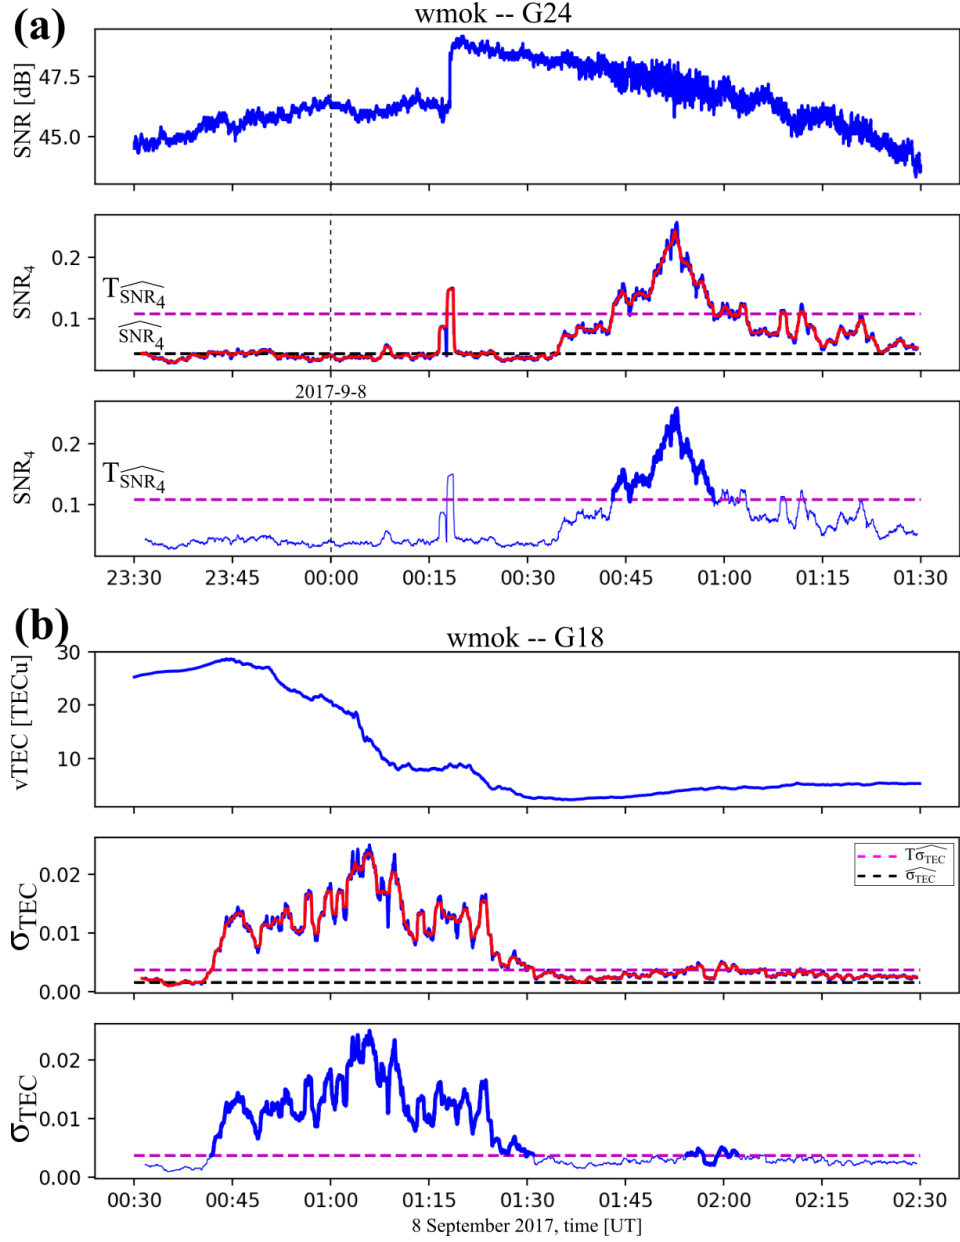 (a)
wmok -- G24
SNR [dB]
47.5
45.0
SNR₄
0.2
0.1
T_SNR₄
SNR₄
2017-9-8
SNR₄
0.2
0.1
T_SNR₄
23:30 23:45 00:00 00:15 00:30 00:45 01:00 01:15 01:30
(b)
wmok -- G18
vTEC [TECu]
30
20
10
σTEC
0.02
0.01
0.00
Tσ_TEC
σ_TEC
σTEC
0.02
0.01
0.00
00:30 00:45 01:00 01:15 01:30 01:45 02:00 02:15 02:30
8 September 2017, time [UT]